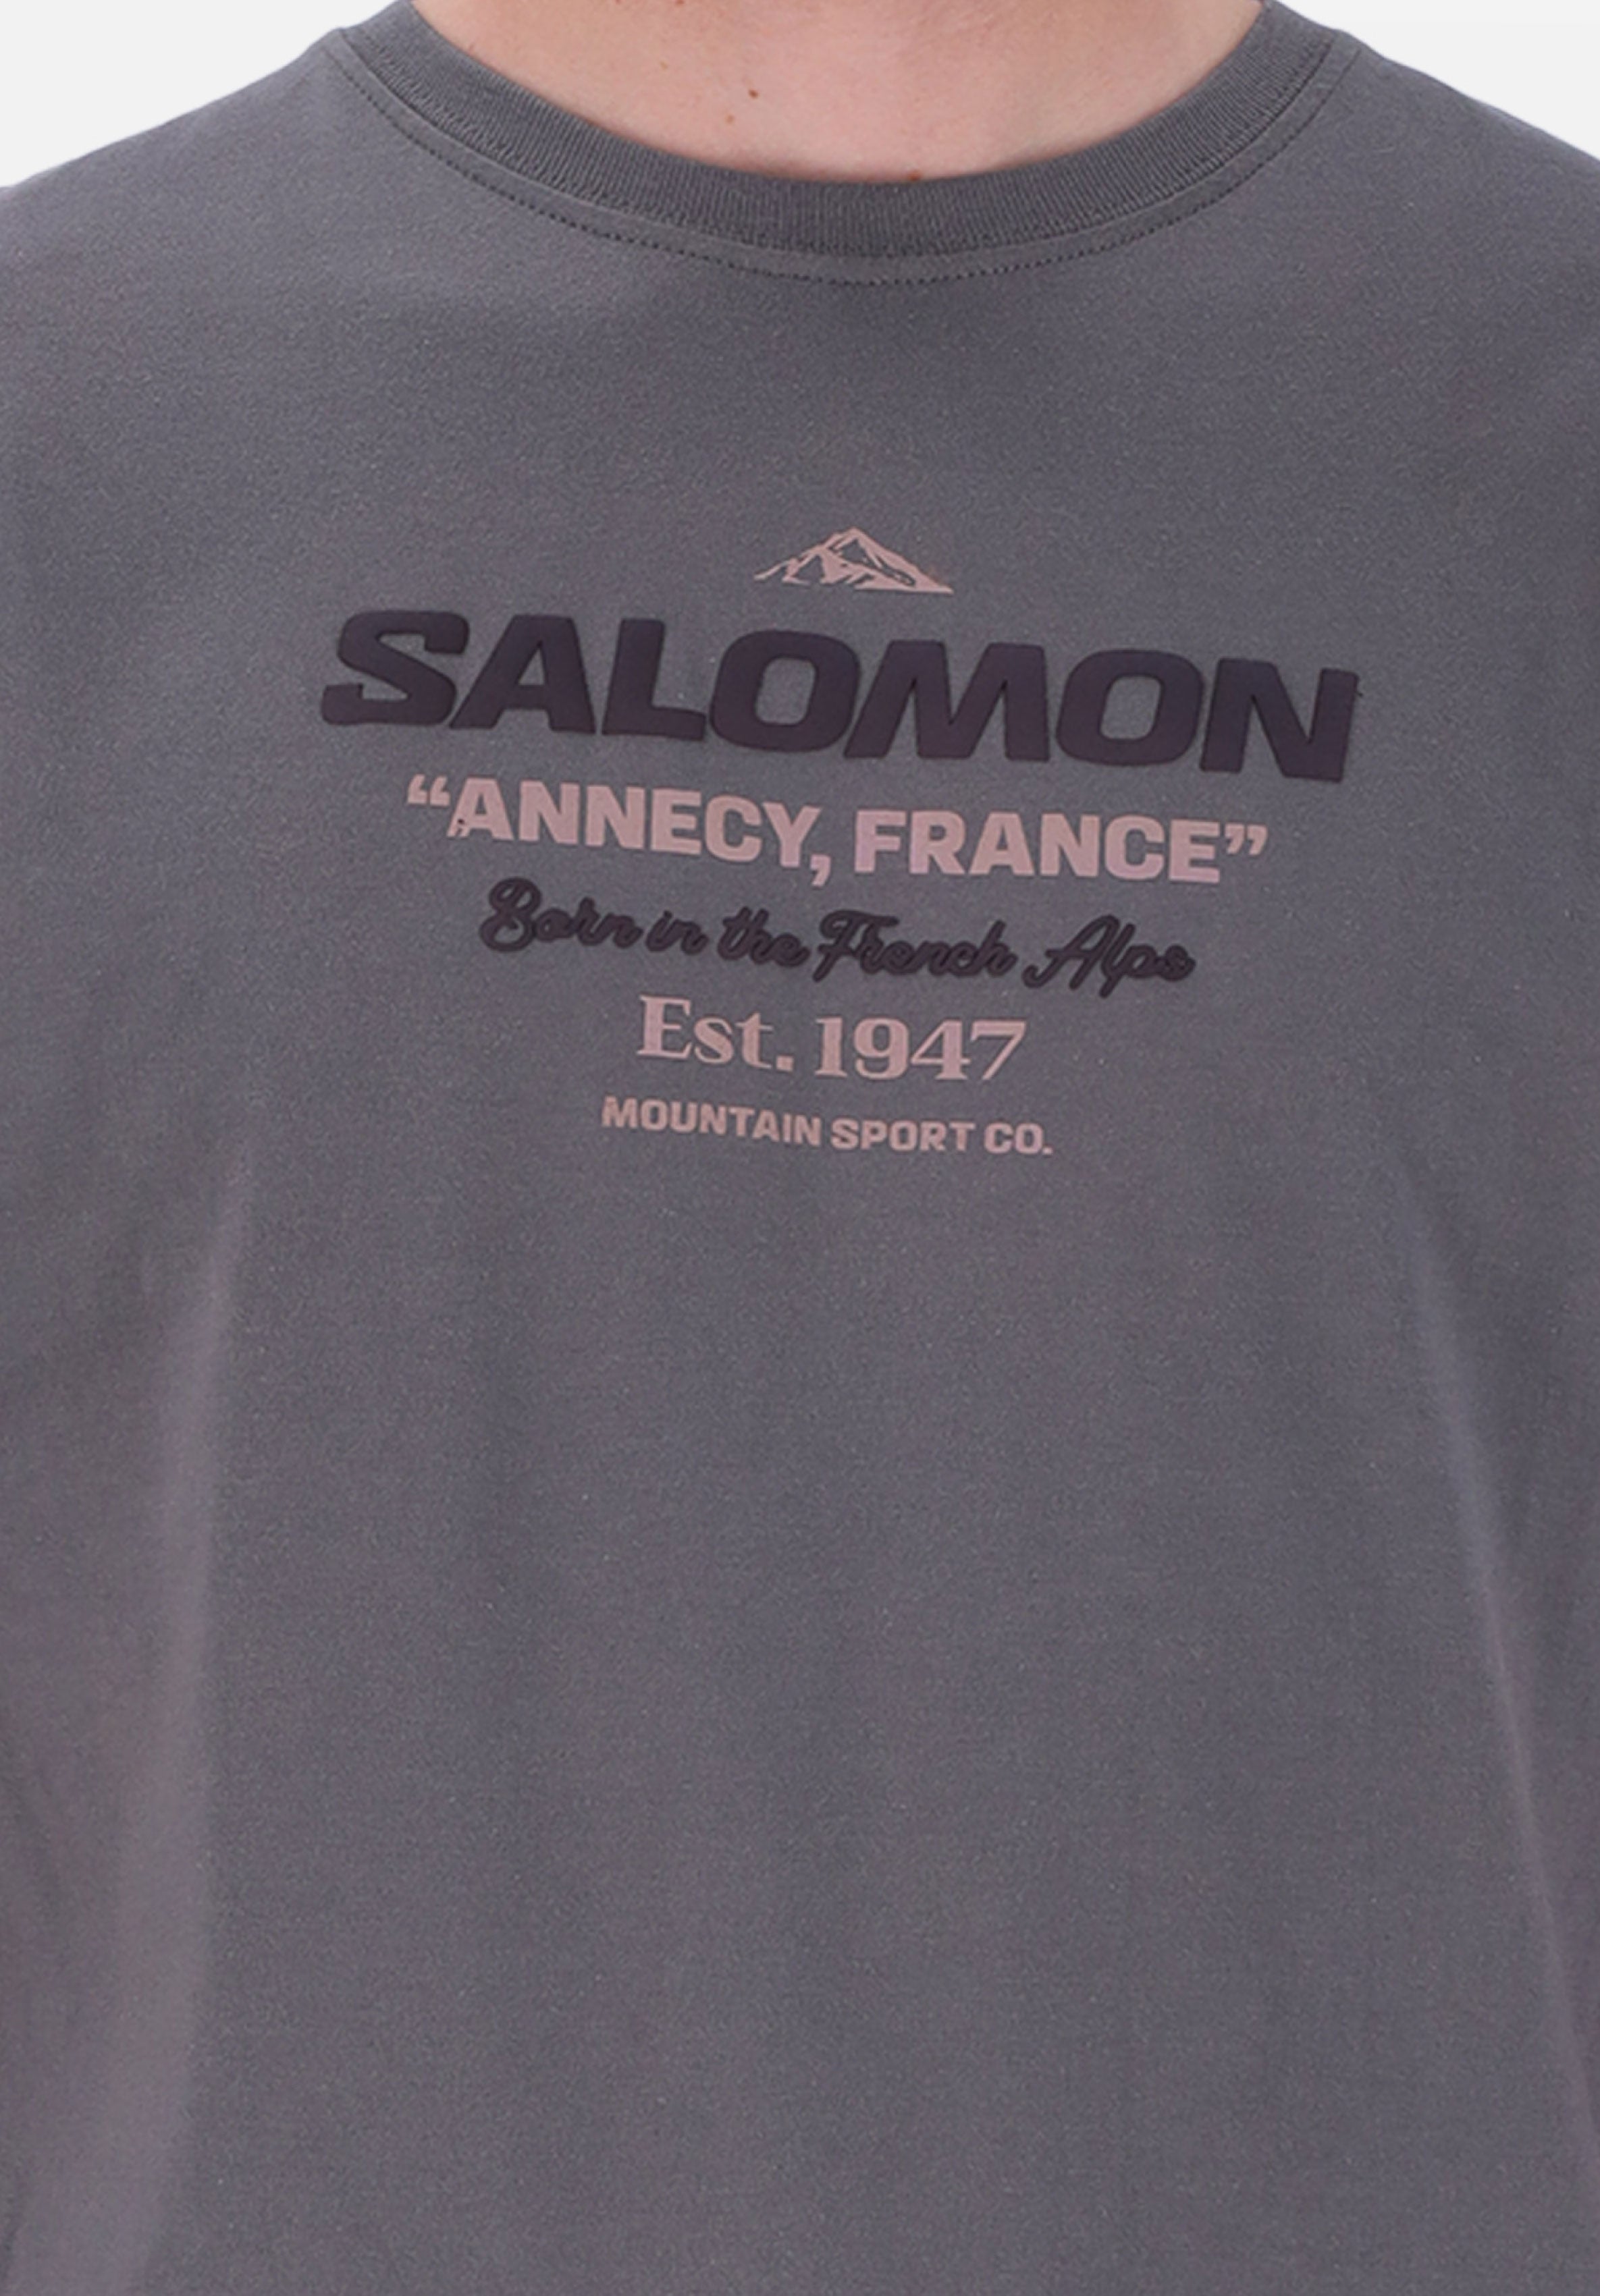 SALOMON
“ANNECY, FRANCE”
Born in the French Alps
Est. 1947
MOUNTAIN SPORT CO.